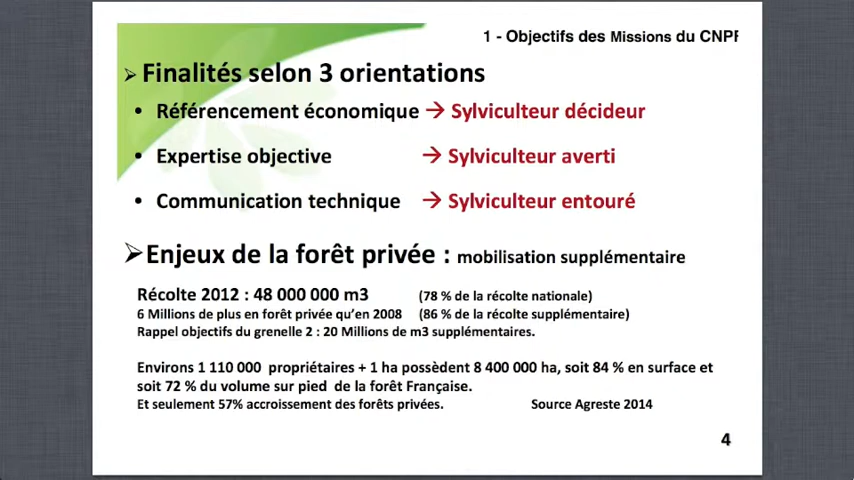 1 - Objectifs des Missions du CNPF
➢ Finalités selon 3 orientations
• Référencement économique → Sylviculteur décideur
• Expertise objective → Sylviculteur averti
• Communication technique → Sylviculteur entouré
➢Enjeux de la forêt privée : mobilisation supplémentaire
Récolte 2012 : 48 000 000 m3 (78 % de la récolte nationale)
6 Millions de plus en forêt privée qu'en 2008 (86 % de la récolte supplémentaire)
Rappel objectifs du grenelle 2 : 20 Millions de m3 supplémentaires.
Environs 1 110 000 propriétaires + 1 ha possèdent 8 400 000 ha, soit 84 % en surface et
soit 72 % du volume sur pied de la forêt Française.
Et seulement 57% accroissement des forêts privées. Source Agreste 2014
4